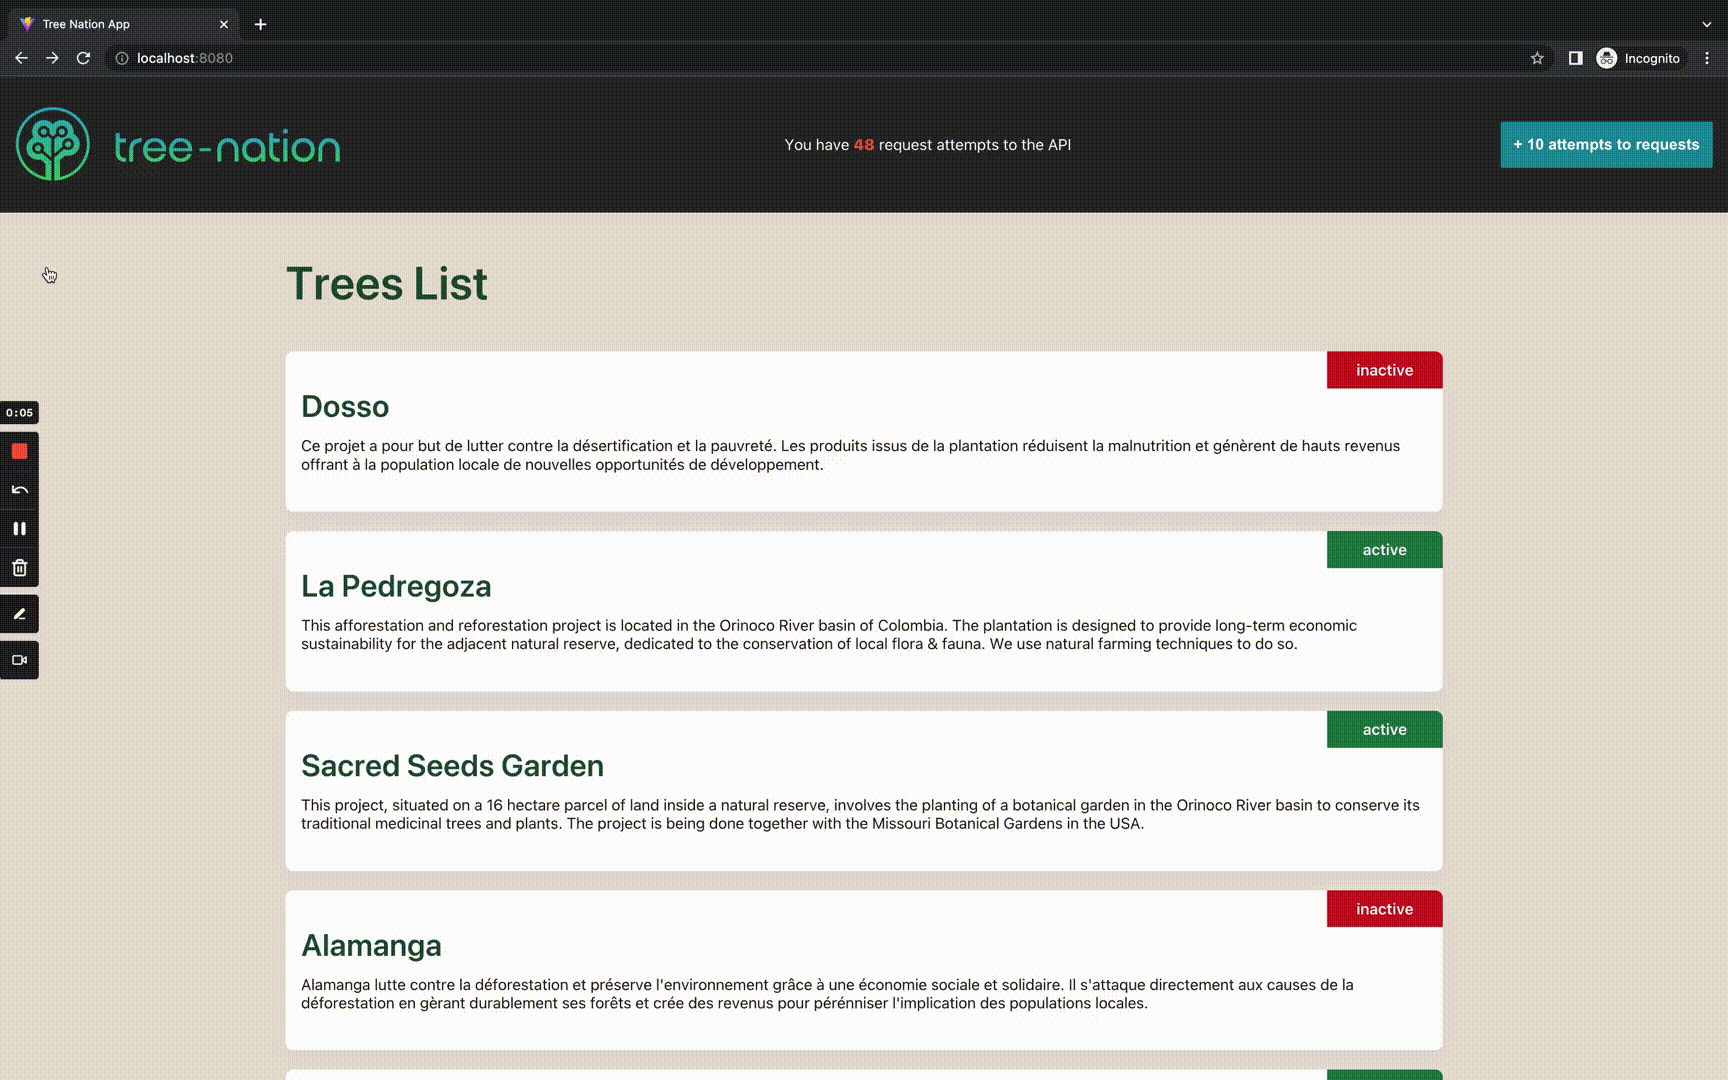 Tree Nation App
localhost:8080
Incognito
tree-nation
You have 48 request attempts to the API
+ 10 attempts to requests
Trees List
inactive
Dosso
Ce projet a pour but de lutter contre la désertification et la pauvreté. Les produits issus de la plantation réduisent la malnutrition et génèrent de hauts revenus
offrant à la population locale de nouvelles opportunités de développement.
0:05
active
La Pedregoza
This afforestation and reforestation project is located in the Orinoco River basin of Colombia. The plantation is designed to provide long-term economic
sustainability for the adjacent natural reserve, dedicated to the conservation of local flora & fauna. We use natural farming techniques to do so.
active
Sacred Seeds Garden
This project, situated on a 16 hectare parcel of land inside a natural reserve, involves the planting of a botanical garden in the Orinoco River basin to conserve its
traditional medicinal trees and plants. The project is being done together with the Missouri Botanical Gardens in the USA.
inactive
Alamanga
Alamanga lutte contre la déforestation et préserve l'environnement grâce à une économie sociale et solidaire. Il s'attaque directement aux causes de la
déforestation en gèrant durablement ses forêts et crée des revenus pour pérénniser l'implication des populations locales.